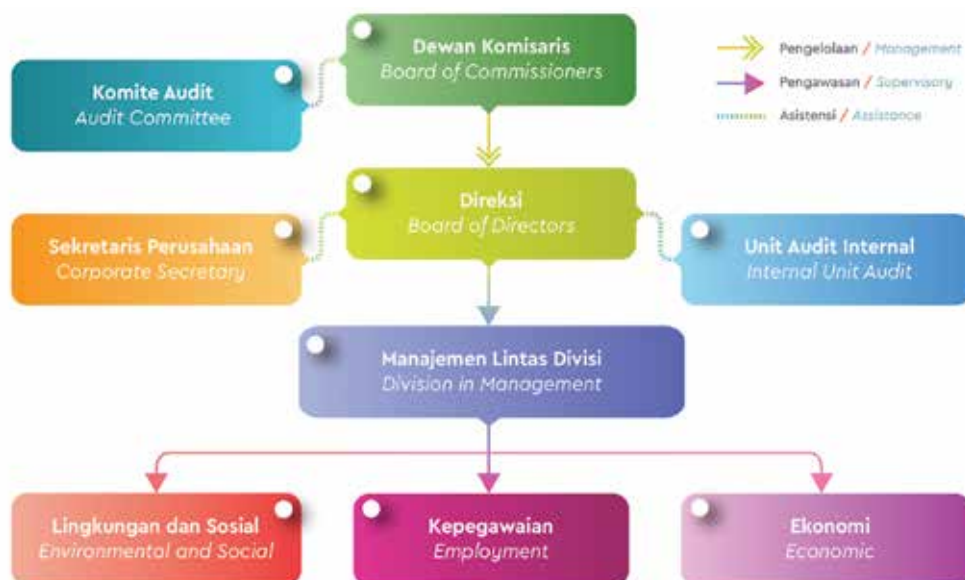 Dewan Komisaris
Board of Commissioners
Pengelolaan / Management
Pengawasan / Supervisory
Asistensi / Assistance
Komite Audit
Audit Committee
Direksi
Board of Directors
Sekretaris Perusahaan
Corporate Secretary
Unit Audit Internal
Internal Unit Audit
Manajemen Lintas Divisi
Division in Management
Lingkungan dan Sosial
Environmental and Social
Kepegawaian
Employment
Ekonomi
Economic